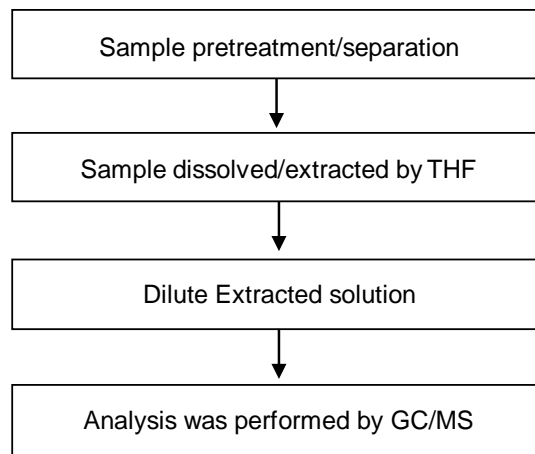 Sample pretreatment/separation
Sample dissolved/extracted by THF
Dilute Extracted solution
Analysis was performed by GC/MS